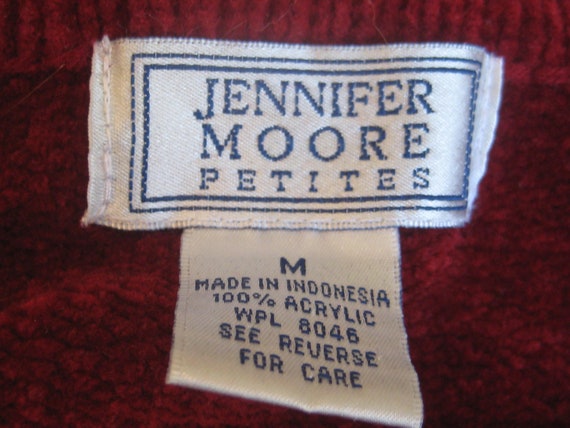 JENNIFER
MOORE
PETITES
M
MADE IN INDONESIA
100% ACRYLIC
WPL 8046
SEE REVERSE
FOR CARE